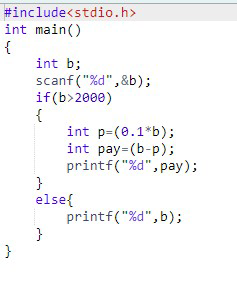 #include<stdio.h>
int main()
{
    int b;
    scanf("%d",&b);
    if(b>2000)
    {
        int p=(0.1*b);
        int pay=(b-p);
        printf("%d",pay);
    }
    else{
        printf("%d",b);
    }
}